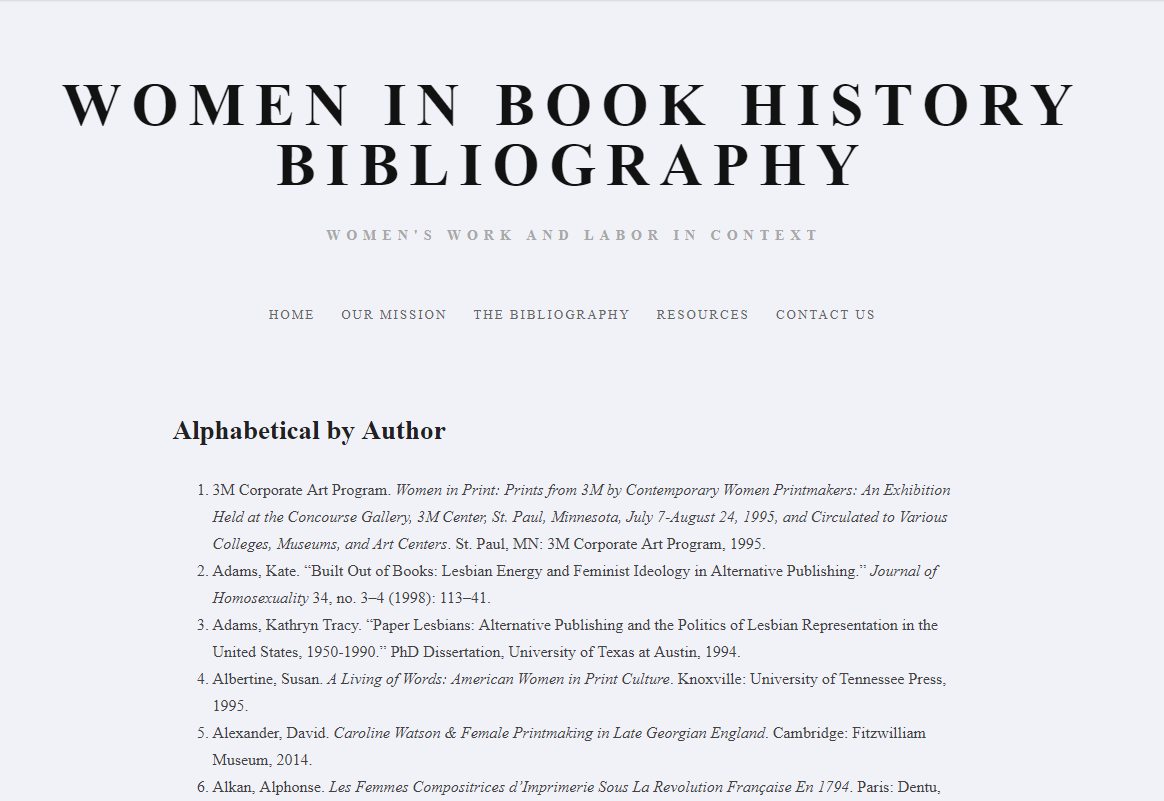 WOMEN IN BOOK HISTORY
BIBLIOGRAPHY
WOMEN'S WORK AND LABOR IN CONTEXT
HOME OUR MISSION THE BIBLIOGRAPHY RESOURCES CONTACT US
Alphabetical by Author
1. 3M Corporate Art Program. Women in Print: Prints from 3M by Contemporary Women Printmakers: An Exhibition
Held at the Concourse Gallery, 3M Center, St. Paul, Minnesota, July 7-August 24, 1995, and Circulated to Various
Colleges, Museums, and Art Centers. St. Paul, MN: 3M Corporate Art Program, 1995.
2. Adams, Kate. “Built Out of Books: Lesbian Energy and Feminist Ideology in Alternative Publishing.” Journal of
Homosexuality 34, no. 3–4 (1998): 113–41.
3. Adams, Kathryn Tracy. “Paper Lesbians: Alternative Publishing and the Politics of Lesbian Representation in the
United States, 1950-1990.” PhD Dissertation, University of Texas at Austin, 1994.
4. Albertine, Susan. A Living of Words: American Women in Print Culture. Knoxville: University of Tennessee Press,
1995.
5. Alexander, David. Caroline Watson & Female Printmaking in Late Georgian England. Cambridge: Fitzwilliam
Museum, 2014.
6. Alkan, Alphonse. Les Femmes Compositrices d’Imprimerie Sous La Revolution Française En 1794. Paris: Dentu,